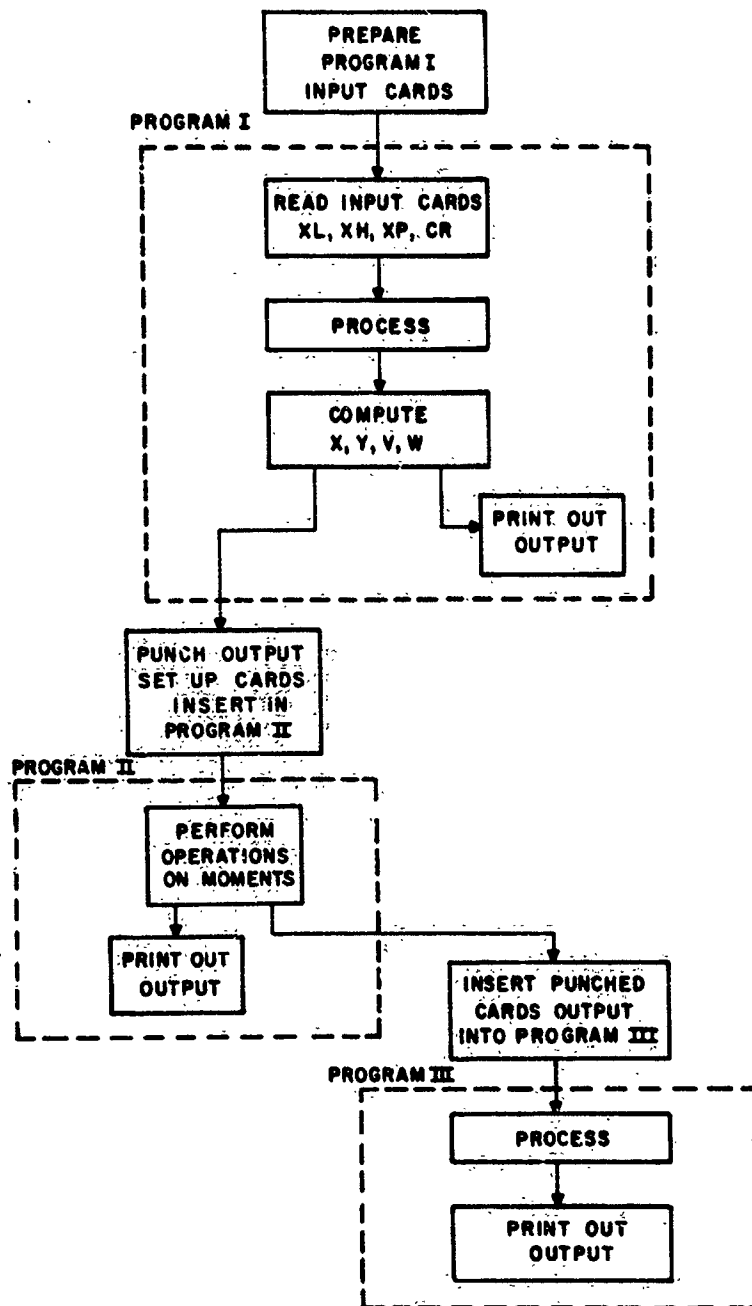 PREPARE
PROGRAM I
INPUT CARDS
PROGRAM I
READ INPUT CARDS
XL, XH, XP, CR
PROCESS
COMPUTE
X, Y, V, W
PRINT OUT
OUTPUT
PUNCH OUTPUT
SET UP CARDS
INSERT IN
PROGRAM II
PROGRAM II
PERFORM
OPERATIONS
ON MOMENTS
PRINT OUT
OUTPUT
INSERT PUNCHED
CARDS OUTPUT
INTO PROGRAM III
PROGRAM III
PROCESS
PRINT OUT
OUTPUT